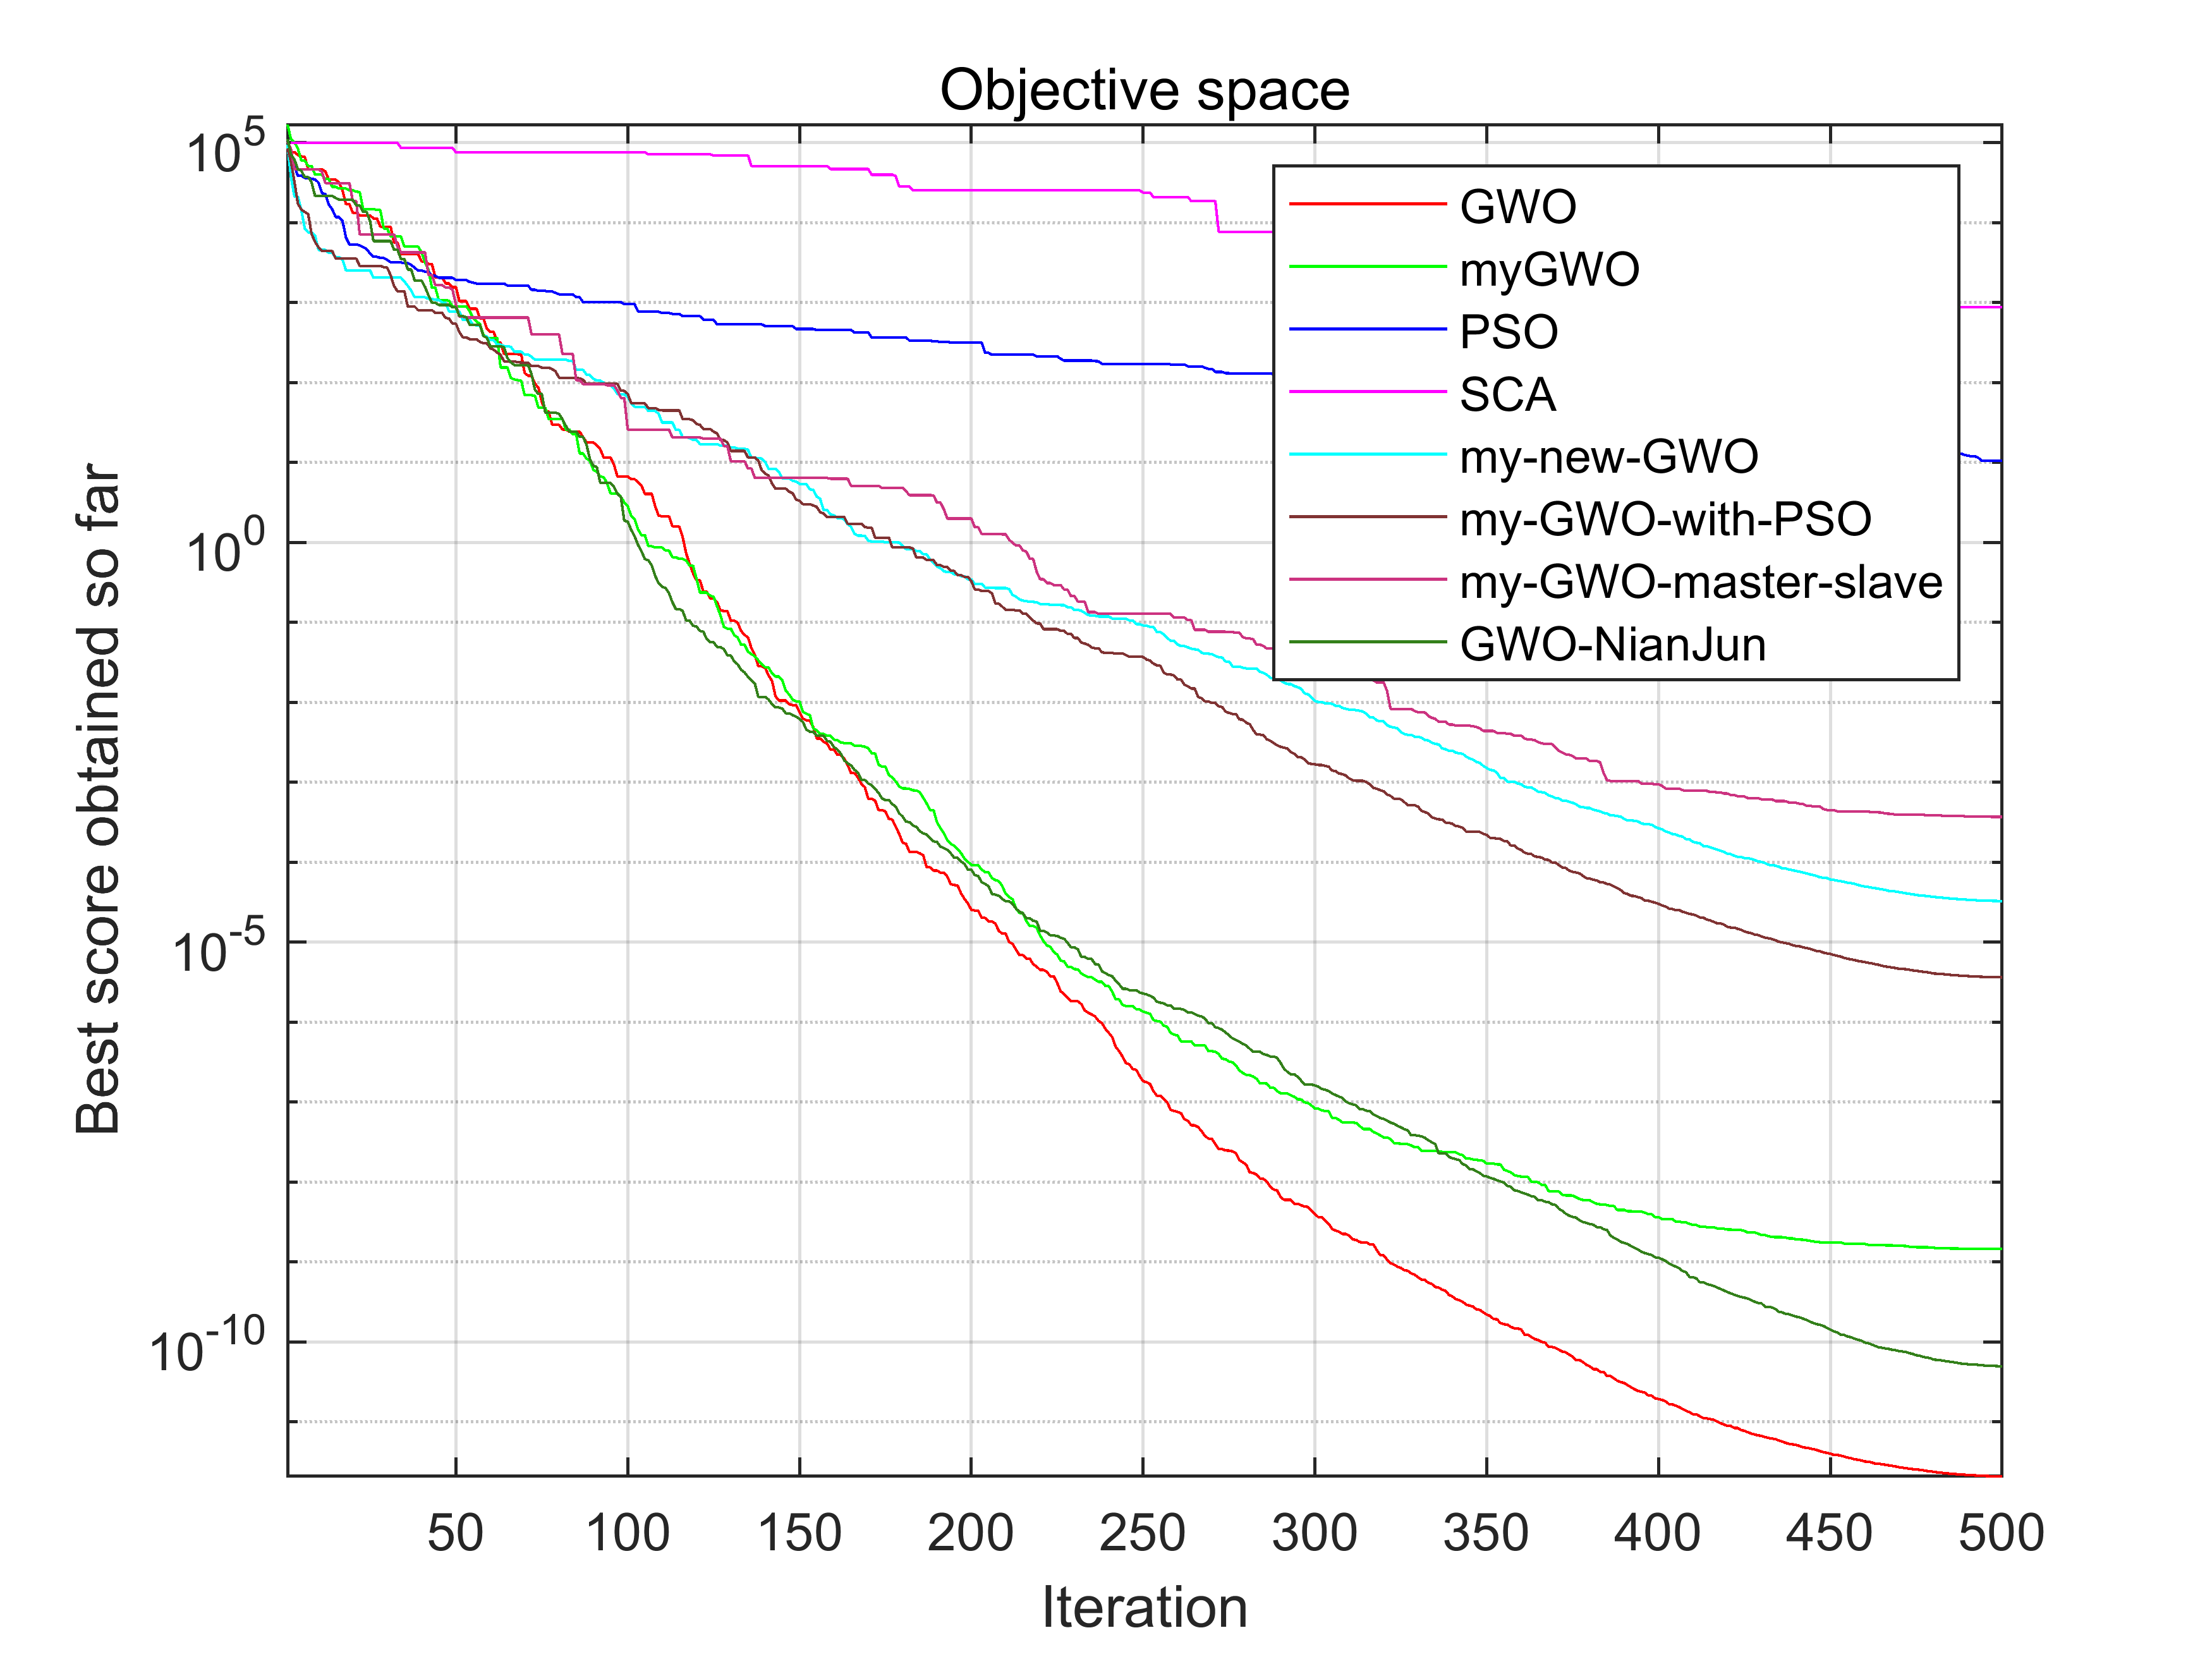 Objective space
Best score obtained so far
10^5
10^0
10^-5
10^-10
GWO
myGWO
PSO
SCA
my-new-GWO
my-GWO-with-PSO
my-GWO-master-slave
GWO-NianJun
50 100 150 200 250 300 350 400 450 500
Iteration